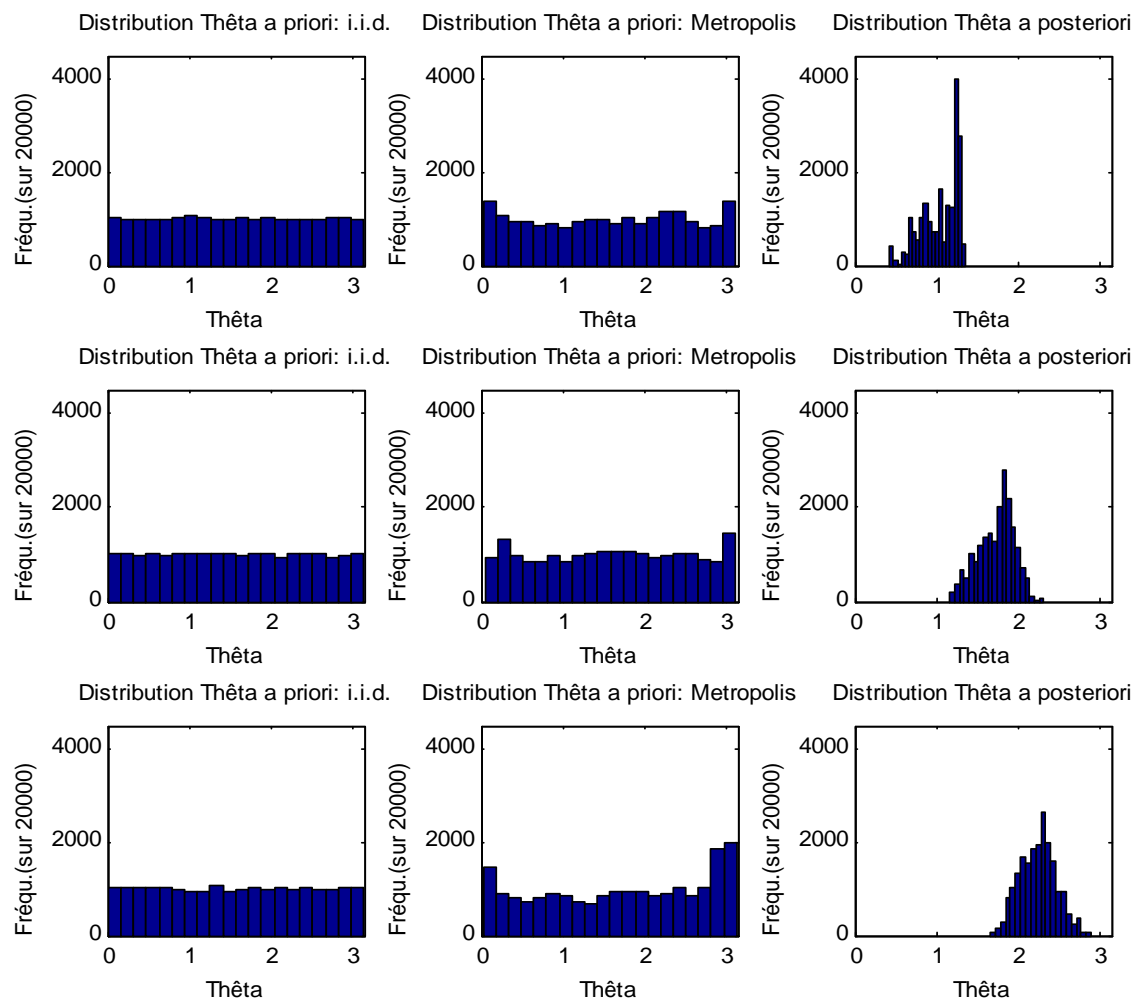 Distribution Thêta a priori: i.i.d.
Distribution Thêta a priori: Metropolis
Distribution Thêta a posteriori
Fréqu.(sur 20000)
4000
2000
0
0 1 2 3
Thêta
Fréqu.(sur 20000)
4000
2000
0
0 1 2 3
Thêta
Fréqu.(sur 20000)
4000
2000
0
0 1 2 3
Thêta
Distribution Thêta a priori: i.i.d.
Distribution Thêta a priori: Metropolis
Distribution Thêta a posteriori
Fréqu.(sur 20000)
4000
2000
0
0 1 2 3
Thêta
Fréqu.(sur 20000)
4000
2000
0
0 1 2 3
Thêta
Fréqu.(sur 20000)
4000
2000
0
0 1 2 3
Thêta
Distribution Thêta a priori: i.i.d.
Distribution Thêta a priori: Metropolis
Distribution Thêta a posteriori
Fréqu.(sur 20000)
4000
2000
0
0 1 2 3
Thêta
Fréqu.(sur 20000)
4000
2000
0
0 1 2 3
Thêta
Fréqu.(sur 20000)
4000
2000
0
0 1 2 3
Thêta